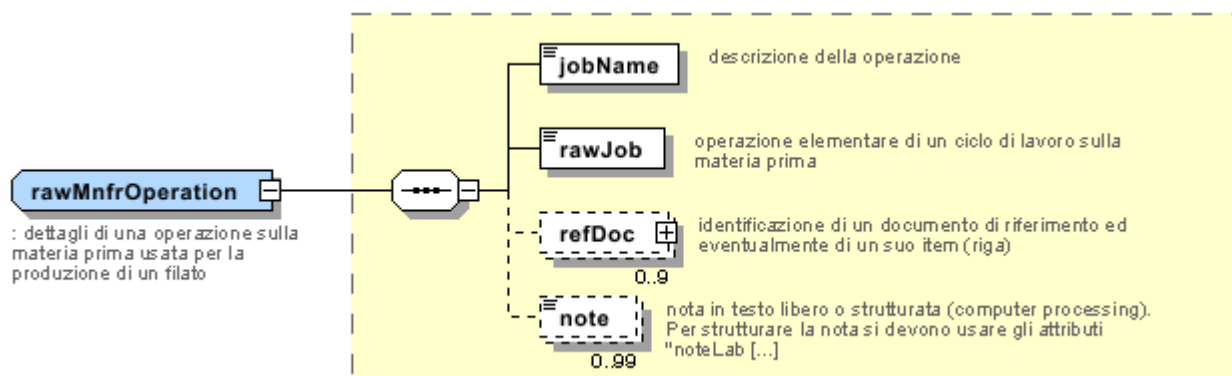 jobName
descrizione della operazione
rawJob
operazione elementare di un ciclo di lavoro sulla
materia prima
rawMnfrOperation
: dettagli di una operazione sulla
materia prima usata per la
produzione di un filato
refDoc
identificazione di un documento di riferimento ed
eventualmente di un suo item (riga)
0..9
note
nota in testo libero o strutturata (computer processing).
Per strutturare la nota si devono usare gli attributi
"noteLab [...]
0..99